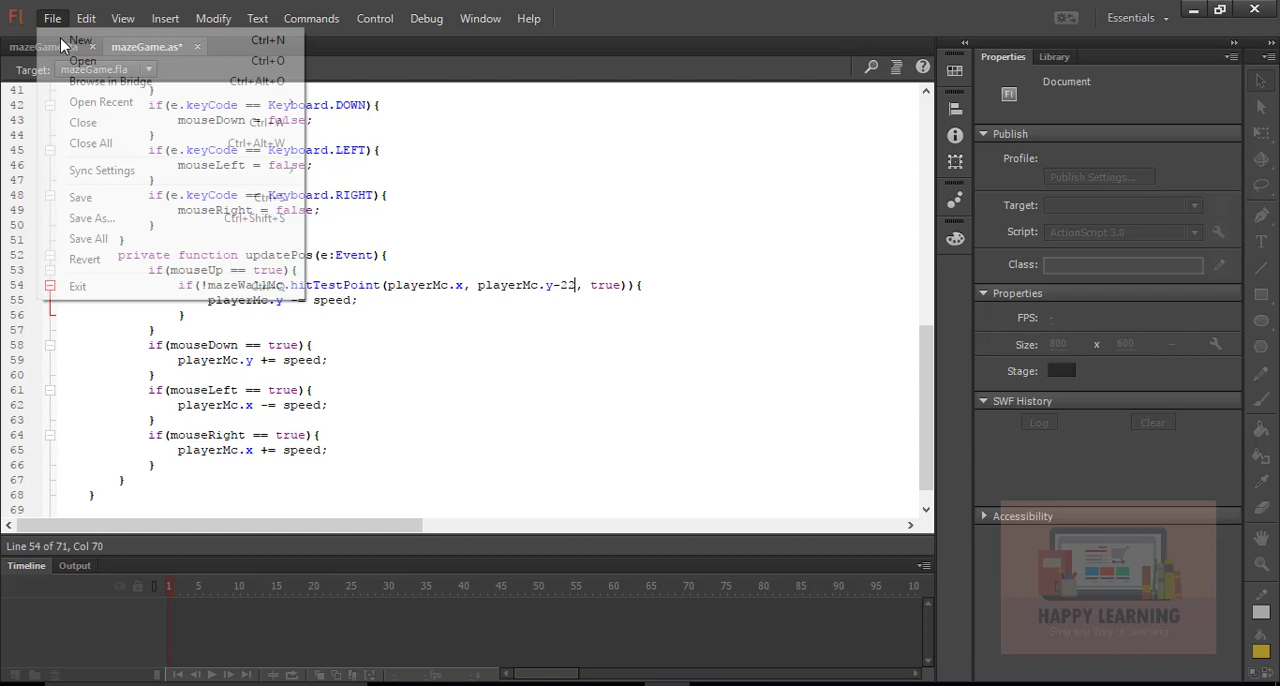 Fl File Edit View Insert Modify Text Commands Control Debug Window Help Essentials
mazeGame.fla × mazeGame.as* ×
Target: mazeGame.fla
New Ctrl+N
Open Ctrl+O
Browse in Bridge Ctrl+Alt+O
Open Recent
Close Ctrl+W
Close All Ctrl+Alt+W
Sync Settings
Save Ctrl+S
Save As... Ctrl+Shift+S
Save All
Revert
Exit Ctrl+Q
41 }
42 if(e.keyCode == Keyboard.DOWN){
43 mouseDown = false;
44 }
45 if(e.keyCode == Keyboard.LEFT){
46 mouseLeft = false;
47 }
48 if(e.keyCode == Keyboard.RIGHT){
49 mouseRight = false;
50 }
51 }
52 private function updatePos(e:Event){
53 if(mouseUp == true){
54 if(!mazeWallMc.hitTestPoint(playerMc.x, playerMc.y-22, true)){
55 playerMc.y -= speed;
56 }
57 }
58 if(mouseDown == true){
59 playerMc.y += speed;
60 }
61 if(mouseLeft == true){
62 playerMc.x -= speed;
63 }
64 if(mouseRight == true){
65 playerMc.x += speed;
66 }
67 }
68 }
69
Line 54 of 71, Col 70
Timeline Output
1 5 10 15 20 25 30 35 40 45 50 55 60 65 70 75 80 85 90 95 100
Properties Library
Fl Document
Publish
Profile:
Publish Settings...
Target:
Script: ActionScript 3.0
Class:
Properties
FPS: -
Size: 800 x 600
Stage:
SWF History
Log Clear
Accessibility
HAPPY LEARNING